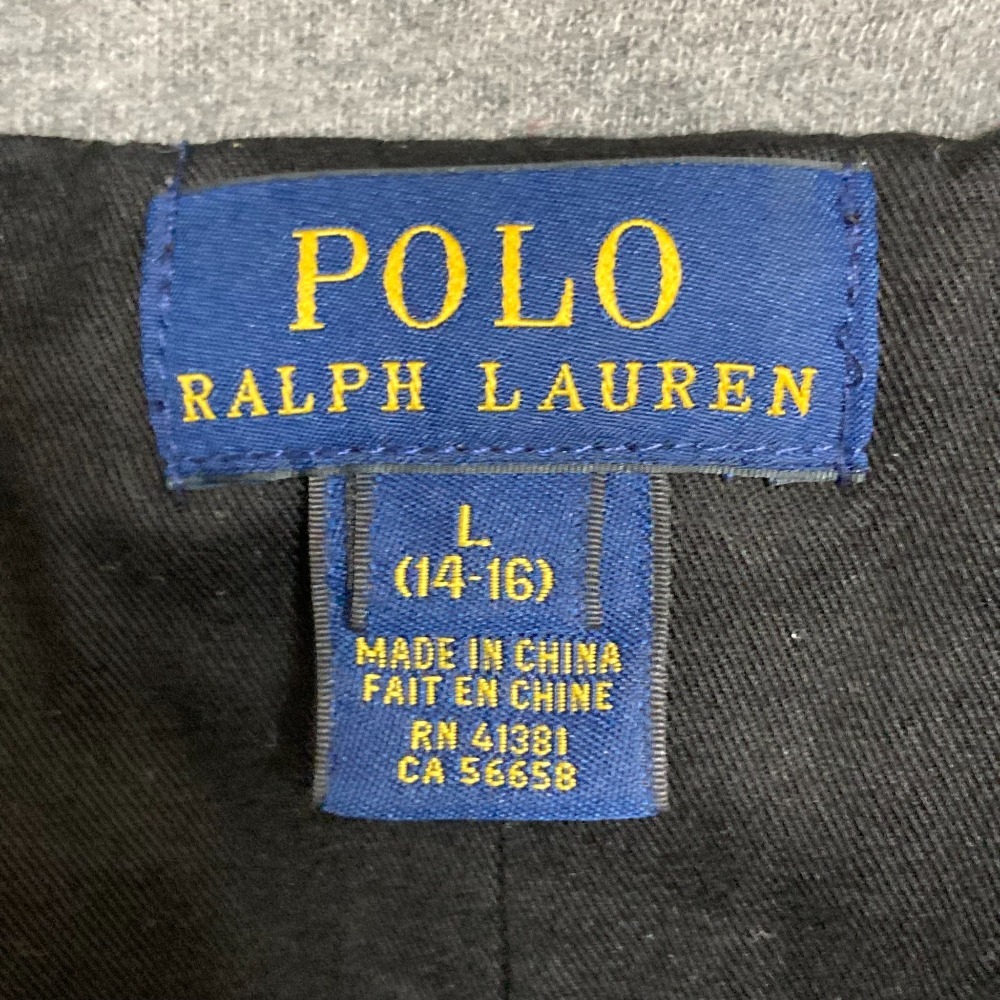 POLO
RALPH LAUREN
L
(14-16)
MADE IN CHINA
FAIT EN CHINE
RN 41381
CA 56658